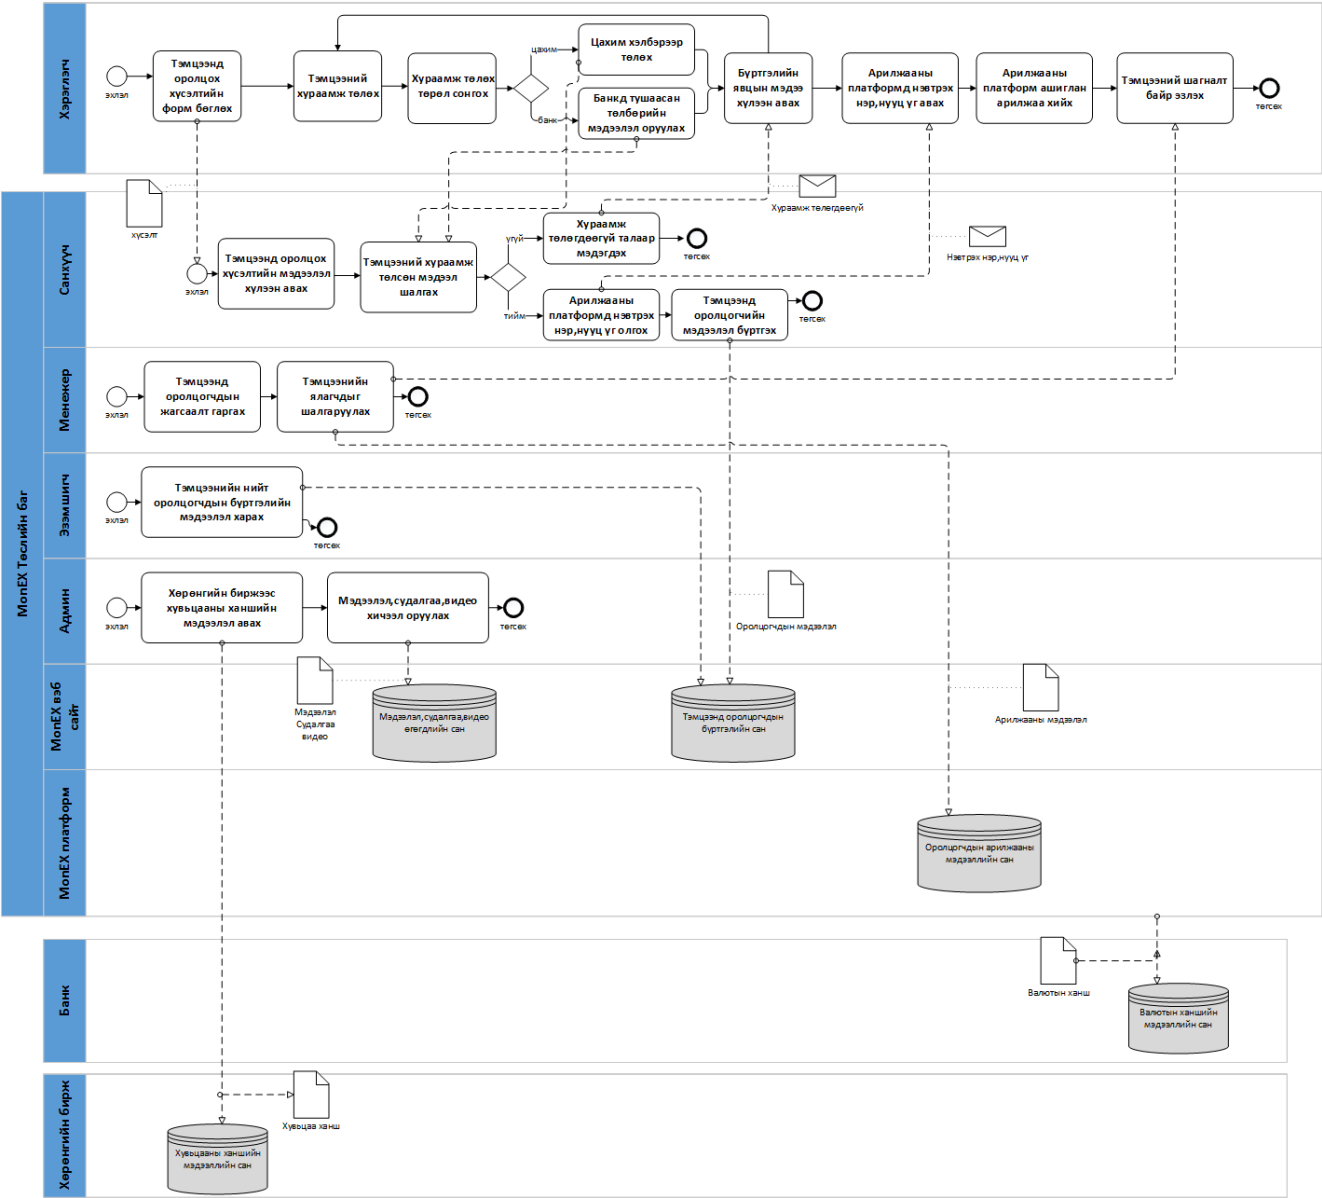 Хэрэглэгч
эхлэл
Тэмцээнд
оролцох
хүсэлтийн
форм бөглөх
Тэмцээний
хураамж төлөх
Хураамж төлөх
төрөл сонгох
цахим
банк
Цахим хэлбэрээр
төлөх
Банкд тушаасан
төлбөрийн
мэдээлэл оруулах
Бүртгэлийн
явцын мэдээ
хүлээн авах
Арилжааны
платформд нэвтрэх
нэр,нууц үг авах
Арилжааны
платформ ашиглан
арилжаа хийх
Тэмцээний шагналт
байр эзлэх
төгсөх
MonEX Төслийн баг
Санхүүч
хүсэлт
эхлэл
Тэмцээнд оролцох
хүсэлтийн мэдээлэл
хүлээн авах
Тэмцээний хураамж
төлсөн мэдээл
шалгах
үгүй
тийм
Хураамж
төлөгдөөгүй талаар
мэдэгдэх
төгсөх
Хураамж төлөгдөөгүй
Нэвтрэх нэр,нууц үг
Арилжааны
платформд нэвтрэх
нэр,нууц үг олгох
Тэмцээнд
оролцогчийн
мэдээлэл бүртгэх
төгсөх
Менежер
эхлэл
Тэмцээнд
оролцогчдын
жагсаалт гаргах
Тэмцээнийн
ялагчдыг
шалгаруулах
төгсөх
Эзэмшигч
эхлэл
Тэмцээнийн нийт
оролцогчдын бүртгэлийн
мэдээлэл харах
төгсөх
Админ
эхлэл
Хөрөнгийн биржээс
хувьцааны ханшийн
мэдээлэл авах
Мэдээлэл,судалгаа,видео
хичээл оруулах
төгсөх
Оролцогчдын мэдээлэл
MonEX вэб
сайт
Мэдээлэл
Судалгаа
видео
Мэдээлэл,судалгаа,видео
өгөгдлийн сан
Тэмцээнд оролцогчдын
бүртгэлийн сан
Арилжааны мэдээлэл
MonEX платформ
Оролцогчдын арилжааны
мэдээллийн сан
Банк
Валютын ханш
Валютын ханшийн
мэдээллийн сан
Хөрөнгийн бирж
Хувьцаа ханш
Хувьцааны ханшийн
мэдээллийн сан